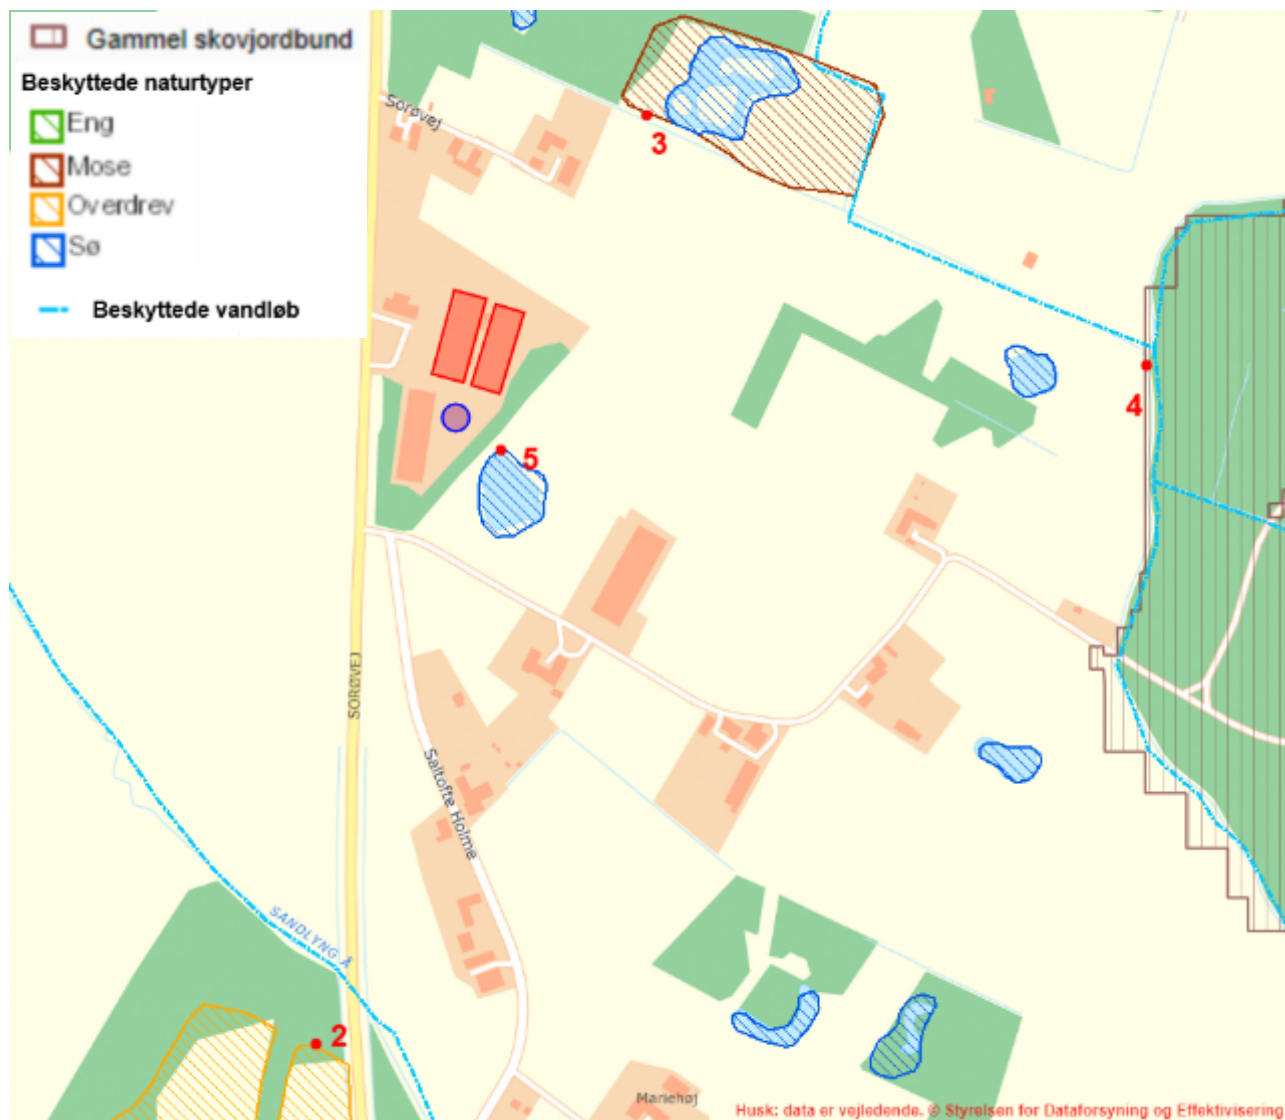 Gammel skovjordbund
Beskyttede naturtyper
Eng
Mose
Overdrev
Sø
Beskyttede vandløb
Sorøvej
3
4
5
SORØVEJ
Saltofte Holme
SANDLYNG Å
2
Mariehøj
Husk: data er vejledende. © Styrelsen for Dataforsyning og Effektivisering